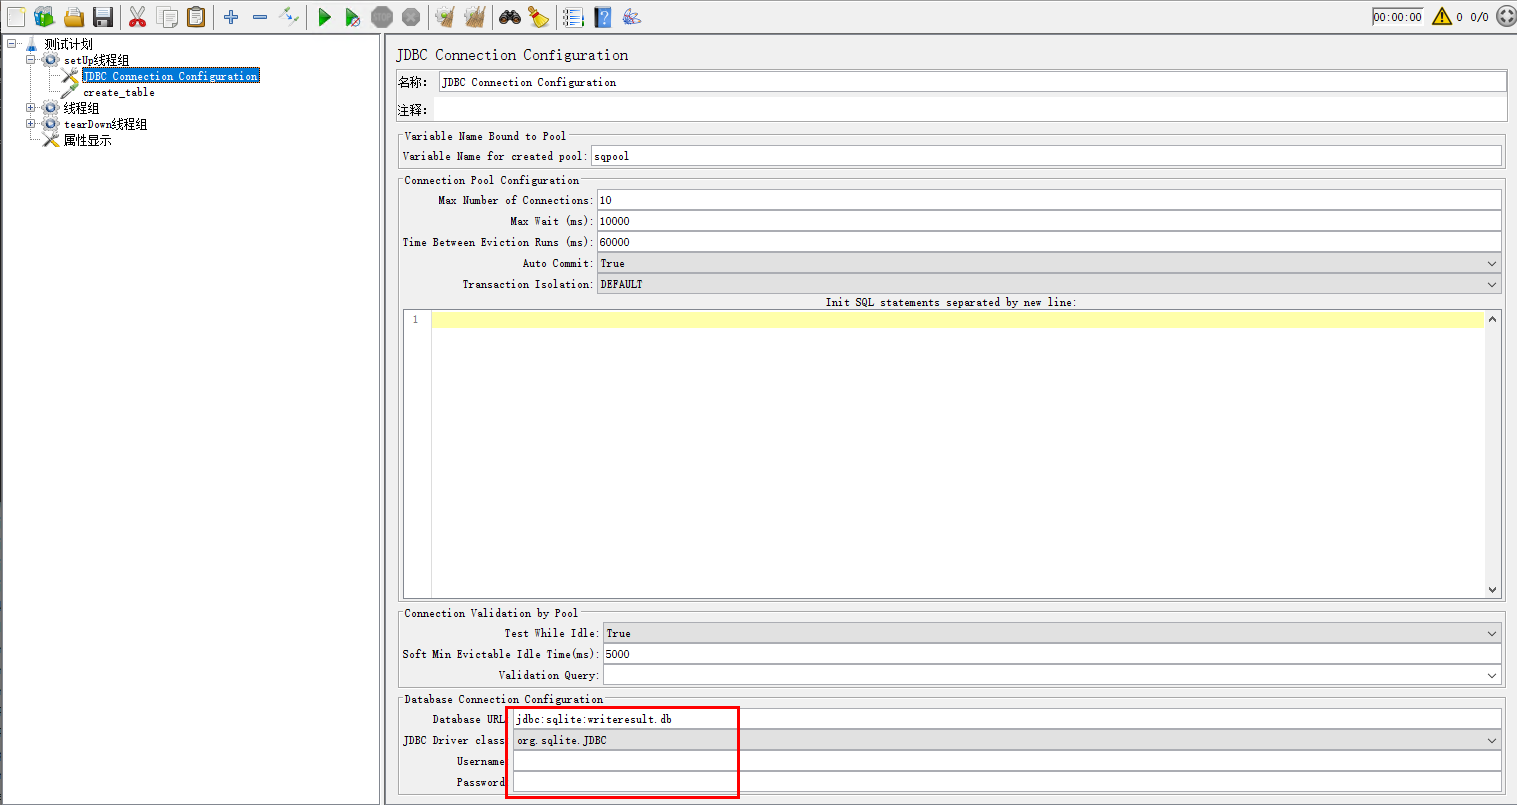 00:00:00 0 0/0
测试计划
setUp线程组
JDBC Connection Configuration
create_table
线程组
tearDown线程组
属性显示
JDBC Connection Configuration
名称: JDBC Connection Configuration
注释:
Variable Name Bound to Pool
Variable Name for created pool: sqpool
Connection Pool Configuration
Max Number of Connections: 10
Max Wait (ms): 10000
Time Between Eviction Runs (ms): 60000
Auto Commit: True
Transaction Isolation: DEFAULT
Init SQL statements separated by new line:
1
Connection Validation by Pool
Test While Idle: True
Soft Min Evictable Idle Time(ms): 5000
Validation Query:
Database Connection Configuration
Database URL jdbc:sqlite:writeresult.db
JDBC Driver class org.sqlite.JDBC
Username
Password